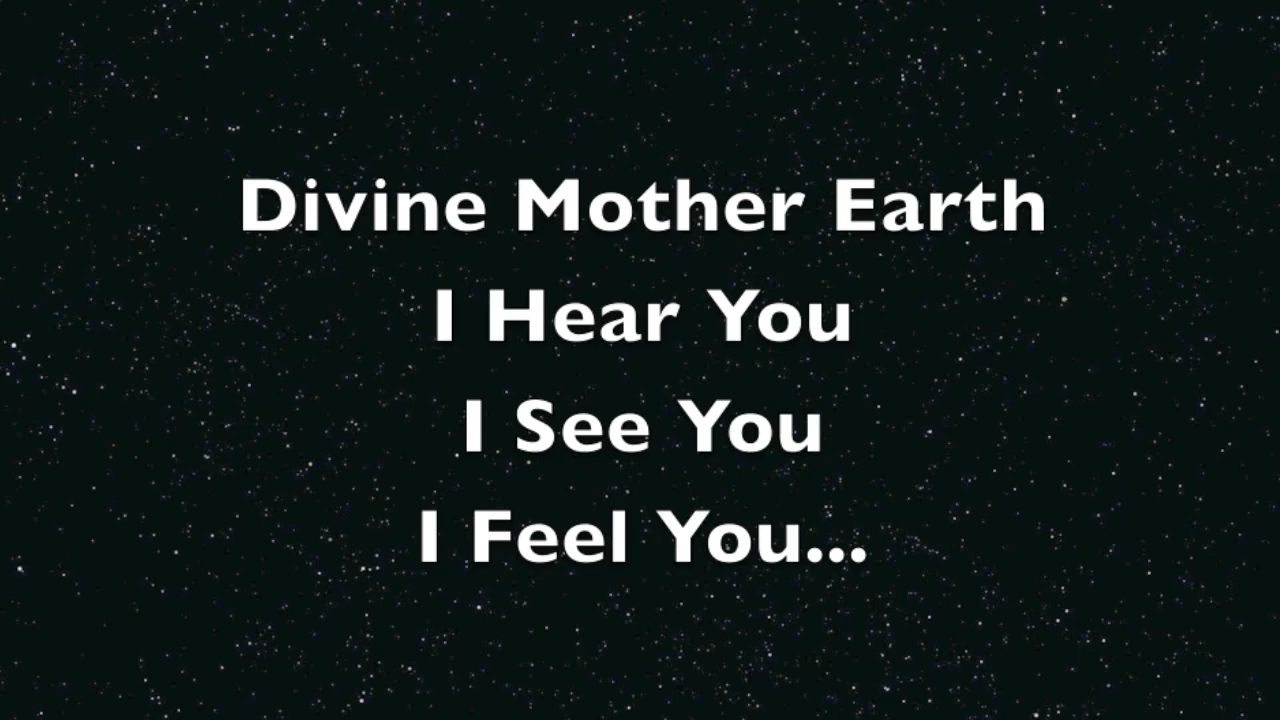 Divine Mother Earth
I Hear You
I See You
I Feel You...